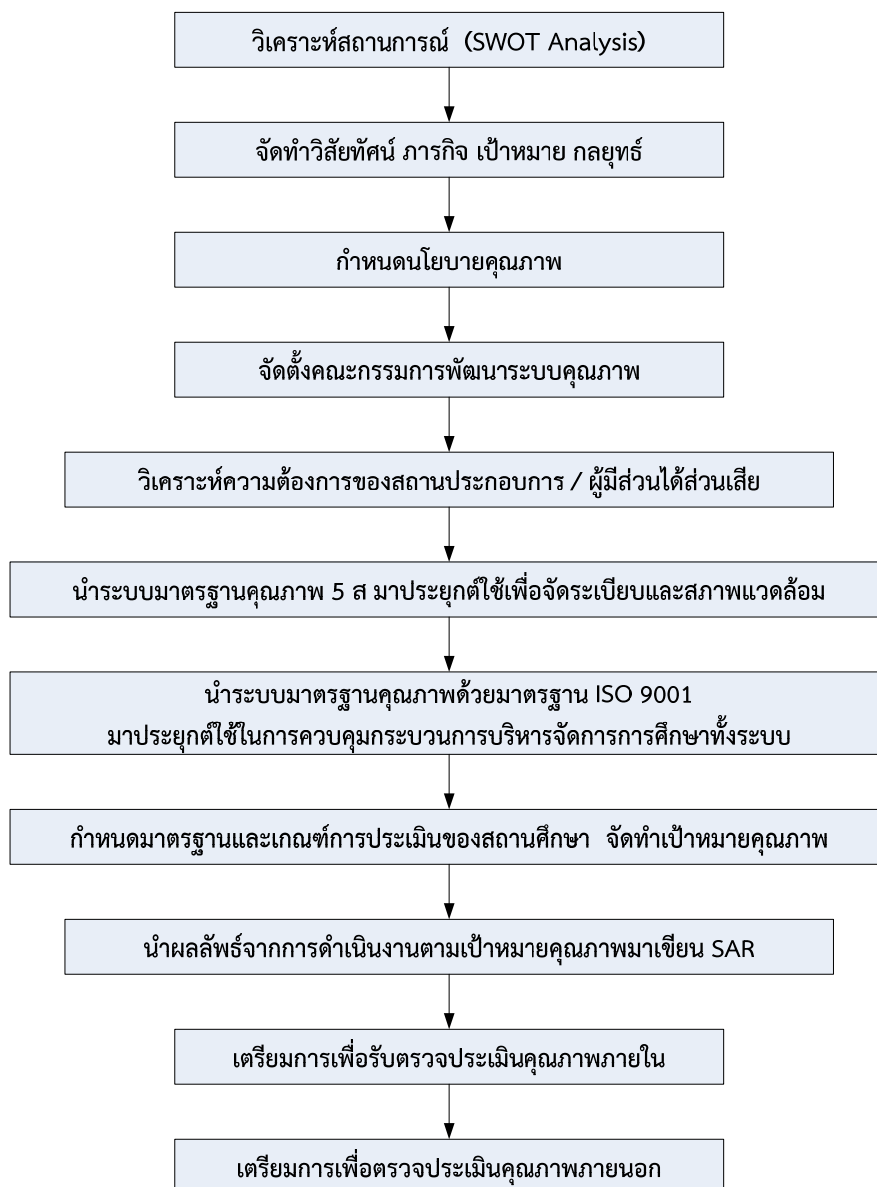 วิเคราะห์สถานการณ์ (SWOT Analysis)
จัดทำวิสัยทัศน์ ภารกิจ เป้าหมาย กลยุทธ์
กำหนดนโยบายคุณภาพ
จัดตั้งคณะกรรมการพัฒนาระบบคุณภาพ
วิเคราะห์ความต้องการของสถานประกอบการ / ผู้มีส่วนได้ส่วนเสีย
นำระบบมาตรฐานคุณภาพ 5 ส มาประยุกต์ใช้เพื่อจัดระเบียบและสภาพแวดล้อม
นำระบบมาตรฐานคุณภาพด้วยมาตรฐาน ISO 9001
มาประยุกต์ใช้ในการควบคุมกระบวนการบริหารจัดการการศึกษาทั้งระบบ
กำหนดมาตรฐานและเกณฑ์การประเมินของสถานศึกษา จัดทำเป้าหมายคุณภาพ
นำผลลัพธ์จากการดำเนินงานตามเป้าหมายคุณภาพมาเขียน SAR
เตรียมการเพื่อรับตรวจประเมินคุณภาพภายใน
เตรียมการเพื่อตรวจประเมินคุณภาพภายนอก